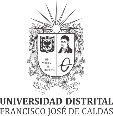 UNIVERSIDAD DISTRITAL
FRANCISCO JOSÉ DE CALDAS